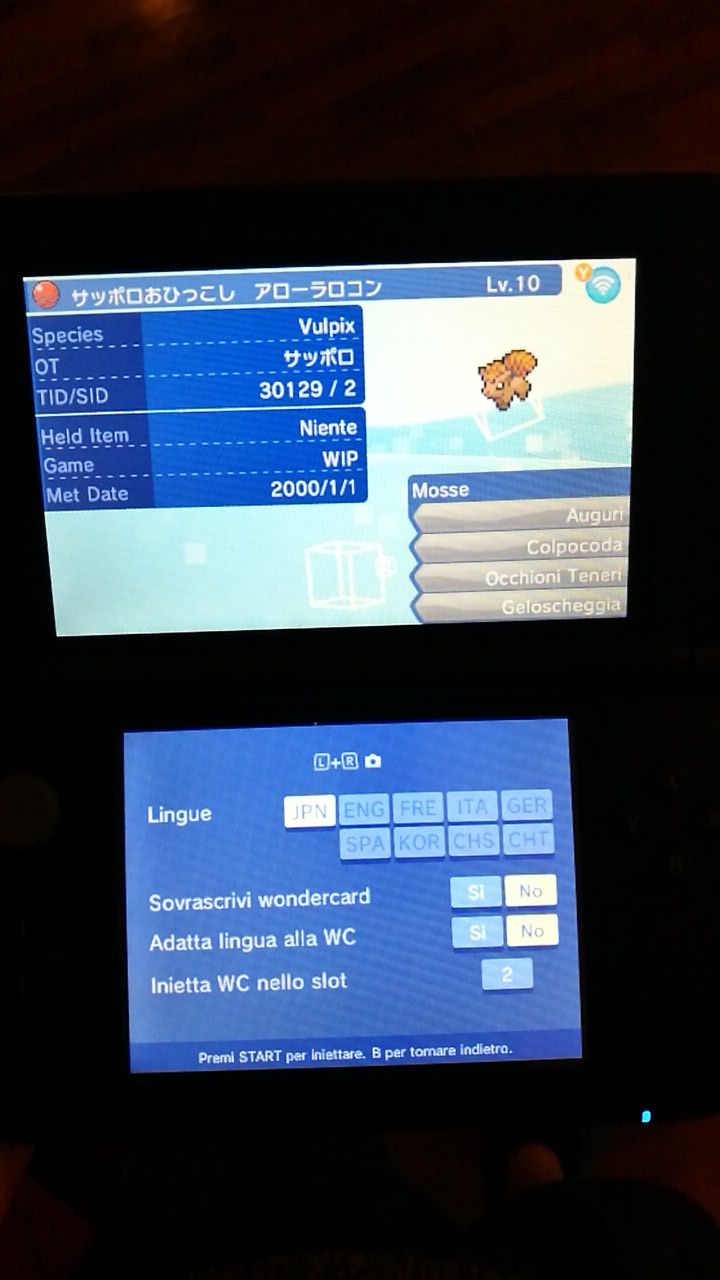 サッポロおひっこし アローラロコン Lv.10
Y
Species Vulpix
OT サッポロ
TID/SID 30129 / 2
Held Item Niente
Game WIP
Met Date 2000/1/1
Mosse
Auguri
Colpocoda
Occhioni Teneri
Geloscheggia
L+R
Lingue JPN ENG FRE ITA GER
SPA KOR CHS CHT
Sovrascrivi wondercard Si No
Adatta lingua alla WC Si No
Inietta WC nello slot 2
Premi START per iniettare. B per tornare indietro.